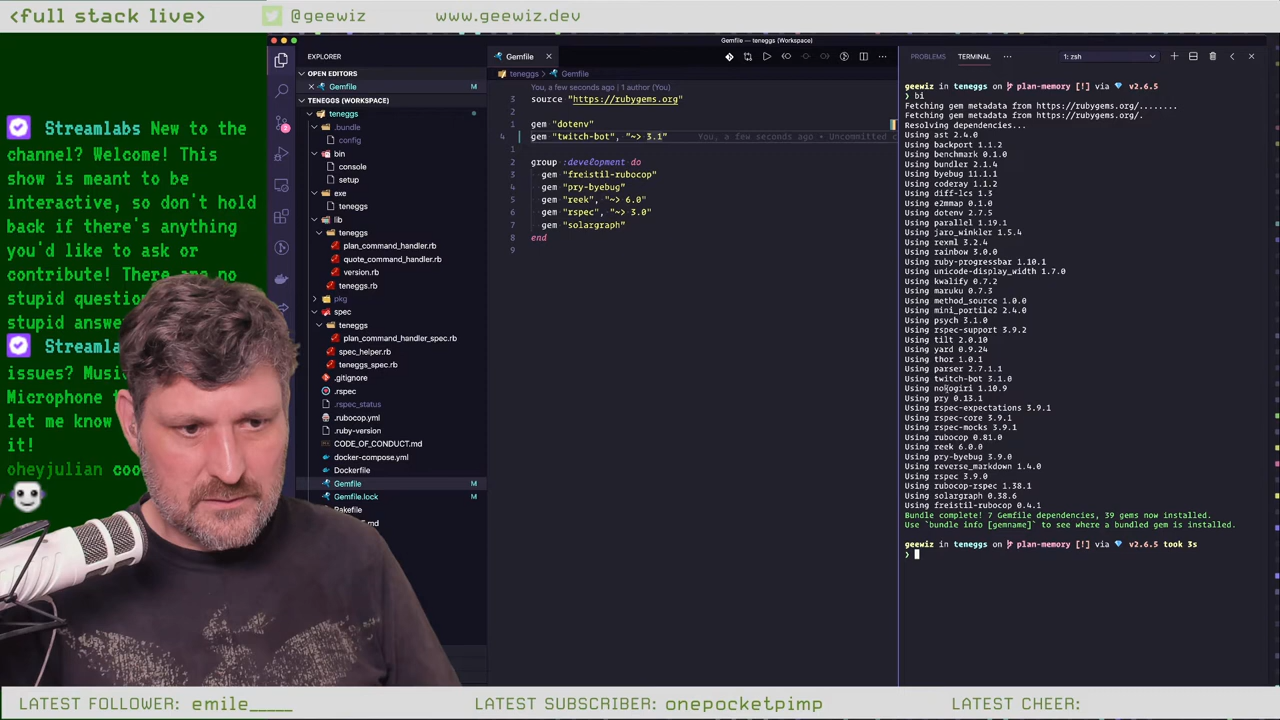 <full stack live>
@geewiz
www.geewiz.dev
Streamlabs New to the
channel? Welcome! This
show is meant to be
interactive, so don't hold
back if there's anything
you'd like to ask or
contribute! There are no
stupid
stupid answe
Streamla
issues? Musi
Microphone
let me know
it!
oheyjulian coo
Gemfile — teneggs (Workspace)
EXPLORER
OPEN EDITORS
Gemfile
TENEGGS (WORKSPACE)
teneggs
.bundle
config
bin
console
setup
exe
teneggs
lib
teneggs
plan_command_handler.rb
quote_command_handler.rb
version.rb
teneggs.rb
pkg
spec
teneggs
plan_command_handler_spec.rb
spec_helper.rb
teneggs_spec.rb
.gitignore
.rspec
.rspec_status
.rubocop.yml
.ruby-version
CODE_OF_CONDUCT.md
docker-compose.yml
Dockerfile
Gemfile M
Gemfile.lock M
Rakefile
.md
Gemfile
teneggs > Gemfile
You, a few seconds ago | 1 author (You)
3 source "https://rubygems.org"
2
1 gem "dotenv"
4 gem "twitch-bot", "~> 3.1" You, a few seconds ago • Uncommitted c
1
2 group :development do
3 gem "freistil-rubocop"
4 gem "pry-byebug"
5 gem "reek", "~> 6.0"
6 gem "rspec", "~> 3.0"
7 gem "solargraph"
8 end
9
PROBLEMS TERMINAL ··· 1: zsh
geewiz in teneggs on plan-memory [!] via v2.6.5
❯ bi
Fetching gem metadata from https://rubygems.org/........
Fetching gem metadata from https://rubygems.org/.
Resolving dependencies...
Using ast 2.4.0
Using backport 1.1.2
Using benchmark 0.1.0
Using bundler 2.1.4
Using byebug 11.1.1
Using coderay 1.1.2
Using diff-lcs 1.3
Using e2mmap 0.1.0
Using dotenv 2.7.5
Using parallel 1.19.1
Using jaro_winkler 1.5.4
Using rexml 3.2.4
Using rainbow 3.0.0
Using ruby-progressbar 1.10.1
Using unicode-display_width 1.7.0
Using kwalify 0.7.2
Using maruku 0.7.3
Using method_source 1.0.0
Using mini_portile2 2.4.0
Using psych 3.1.0
Using rspec-support 3.9.2
Using tilt 2.0.10
Using yard 0.9.24
Using thor 1.0.1
Using parser 2.7.1.1
Using twitch-bot 3.1.0
Using nokogiri 1.10.9
Using pry 0.13.1
Using rspec-expectations 3.9.1
Using rspec-core 3.9.1
Using rspec-mocks 3.9.1
Using rubocop 0.81.0
Using reek 6.0.0
Using pry-byebug 3.9.0
Using reverse_markdown 1.4.0
Using rspec 3.9.0
Using rubocop-rspec 1.38.1
Using solargraph 0.38.6
Using freistil-rubocop 0.4.1
Bundle complete! 7 Gemfile dependencies, 39 gems now installed.
Use `bundle info [gemname]` to see where a bundled gem is installed.
geewiz in teneggs on plan-memory [!] via v2.6.5 took 3s
❯
LATEST FOLLOWER: emile_____
LATEST SUBSCRIBER: onepocketpimp
LATEST CHEER: